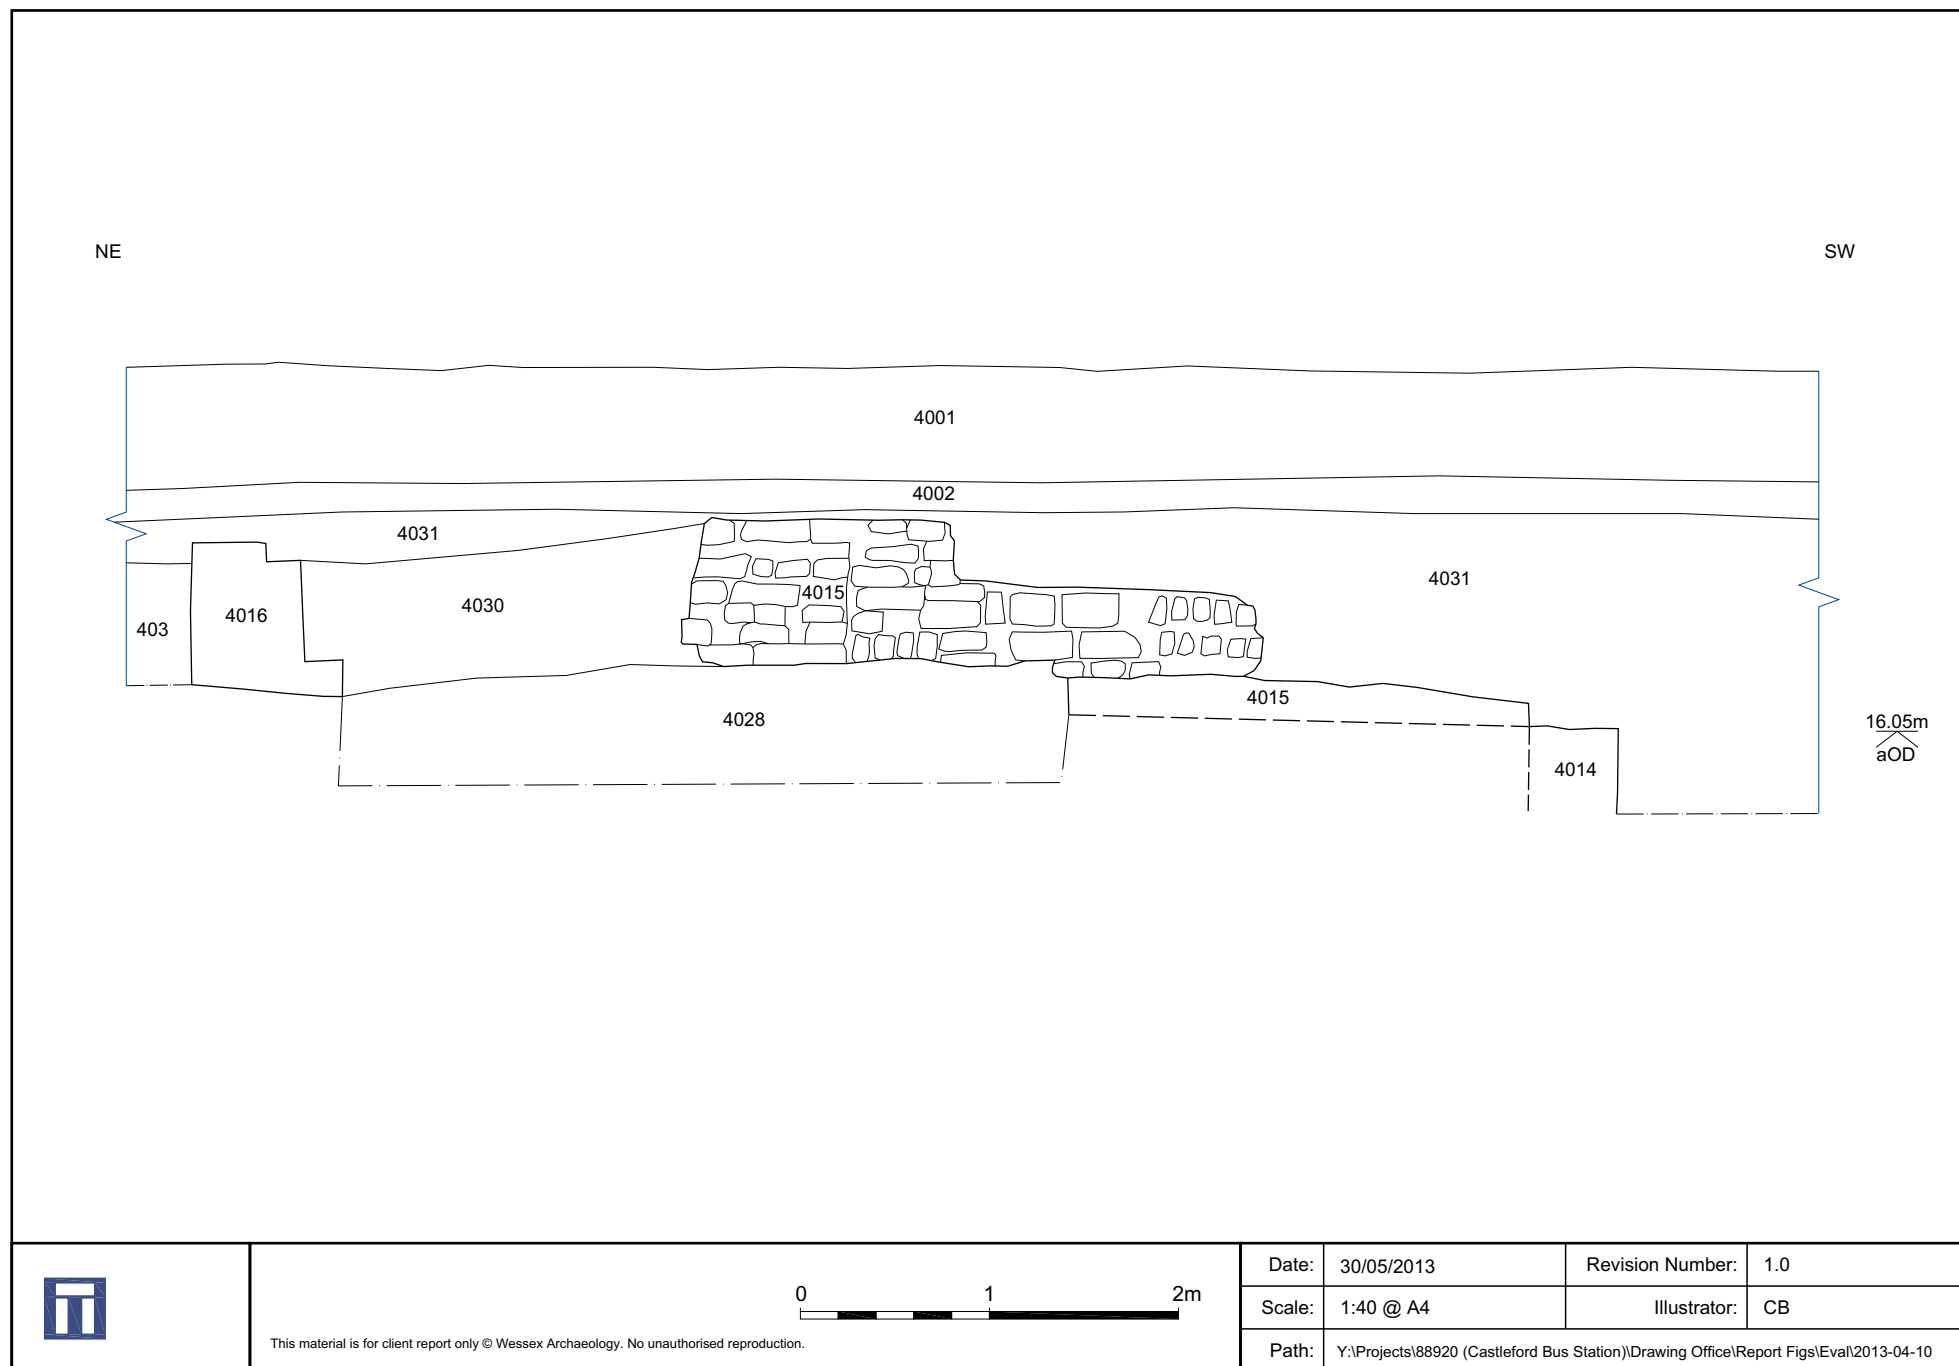 NE
SW
4001
4002
4031
4031
4015
4030
4016
403
4015
4028
16.05m
aOD
4014
Date:
30/05/2013
Revision Number:
1.0
0
1
2m
Scale:
1:40 @ A4
Illustrator:
CB
This material is for client report only © Wessex Archaeology. No unauthorised reproduction.
Path:
Y:\Projects\88920 (Castleford Bus Station)\Drawing Office\Report Figs\Eval\2013-04-10